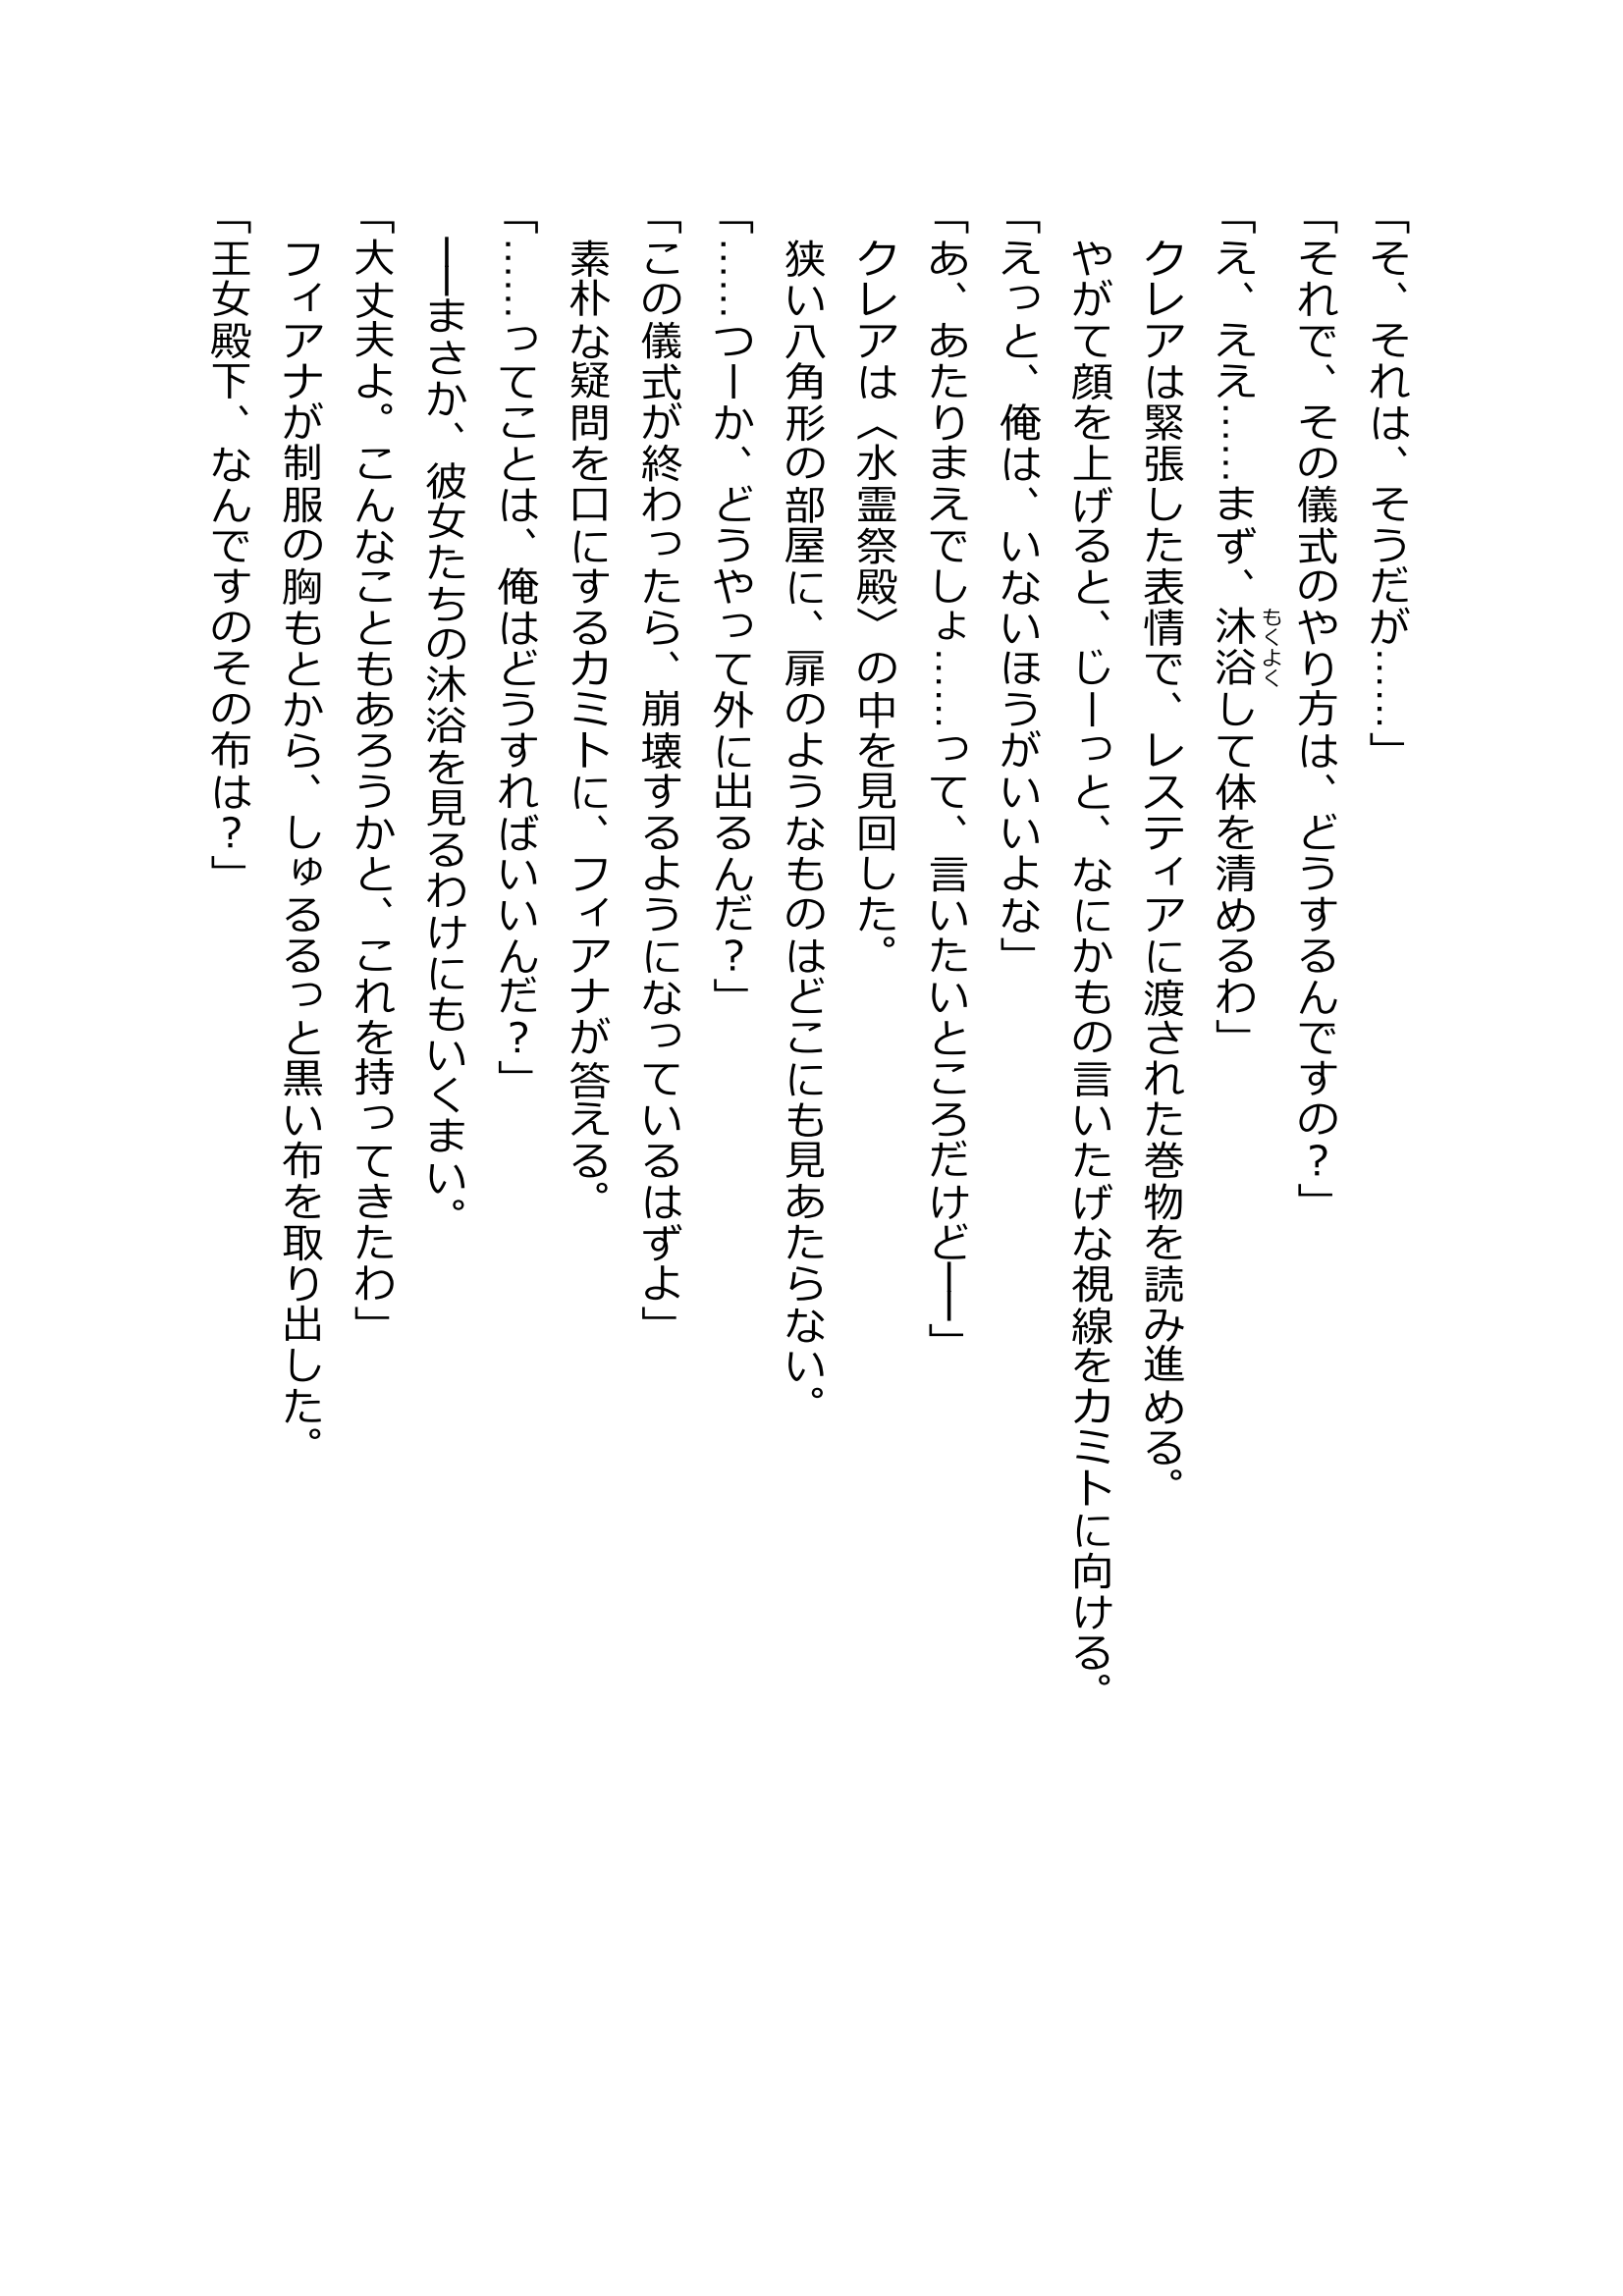 「そ、それは、そうだが……」
「それで、その儀式のやり方は、どうするんですの？」
「え、ええ……まず、沐浴もくよくして体を清めるわ」
　クレアは緊張した表情で、レスティアに渡された巻物を読み進める。
　やがて顔を上げると、じーっと、なにかもの言いたげな視線をカミトに向ける。
「えっと、俺は、いないほうがいいよな」
「あ、あたりまえでしょ……って、言いたいところだけど――」
　クレアは〈水霊祭殿〉の中を見回した。
　狭い八角形の部屋に、扉のようなものはどこにも見あたらない。
「……つーか、どうやって外に出るんだ？」
「この儀式が終わったら、崩壊するようになっているはずよ」
　素朴な疑問を口にするカミトに、フィアナが答える。
「……ってことは、俺はどうすればいいんだ？」
　――まさか、彼女たちの沐浴を見るわけにもいくまい。
「大丈夫よ。こんなこともあろうかと、これを持ってきたわ」
　フィアナが制服の胸もとから、しゅるるっと黒い布を取り出した。
「王女殿下、なんですのその布は？」